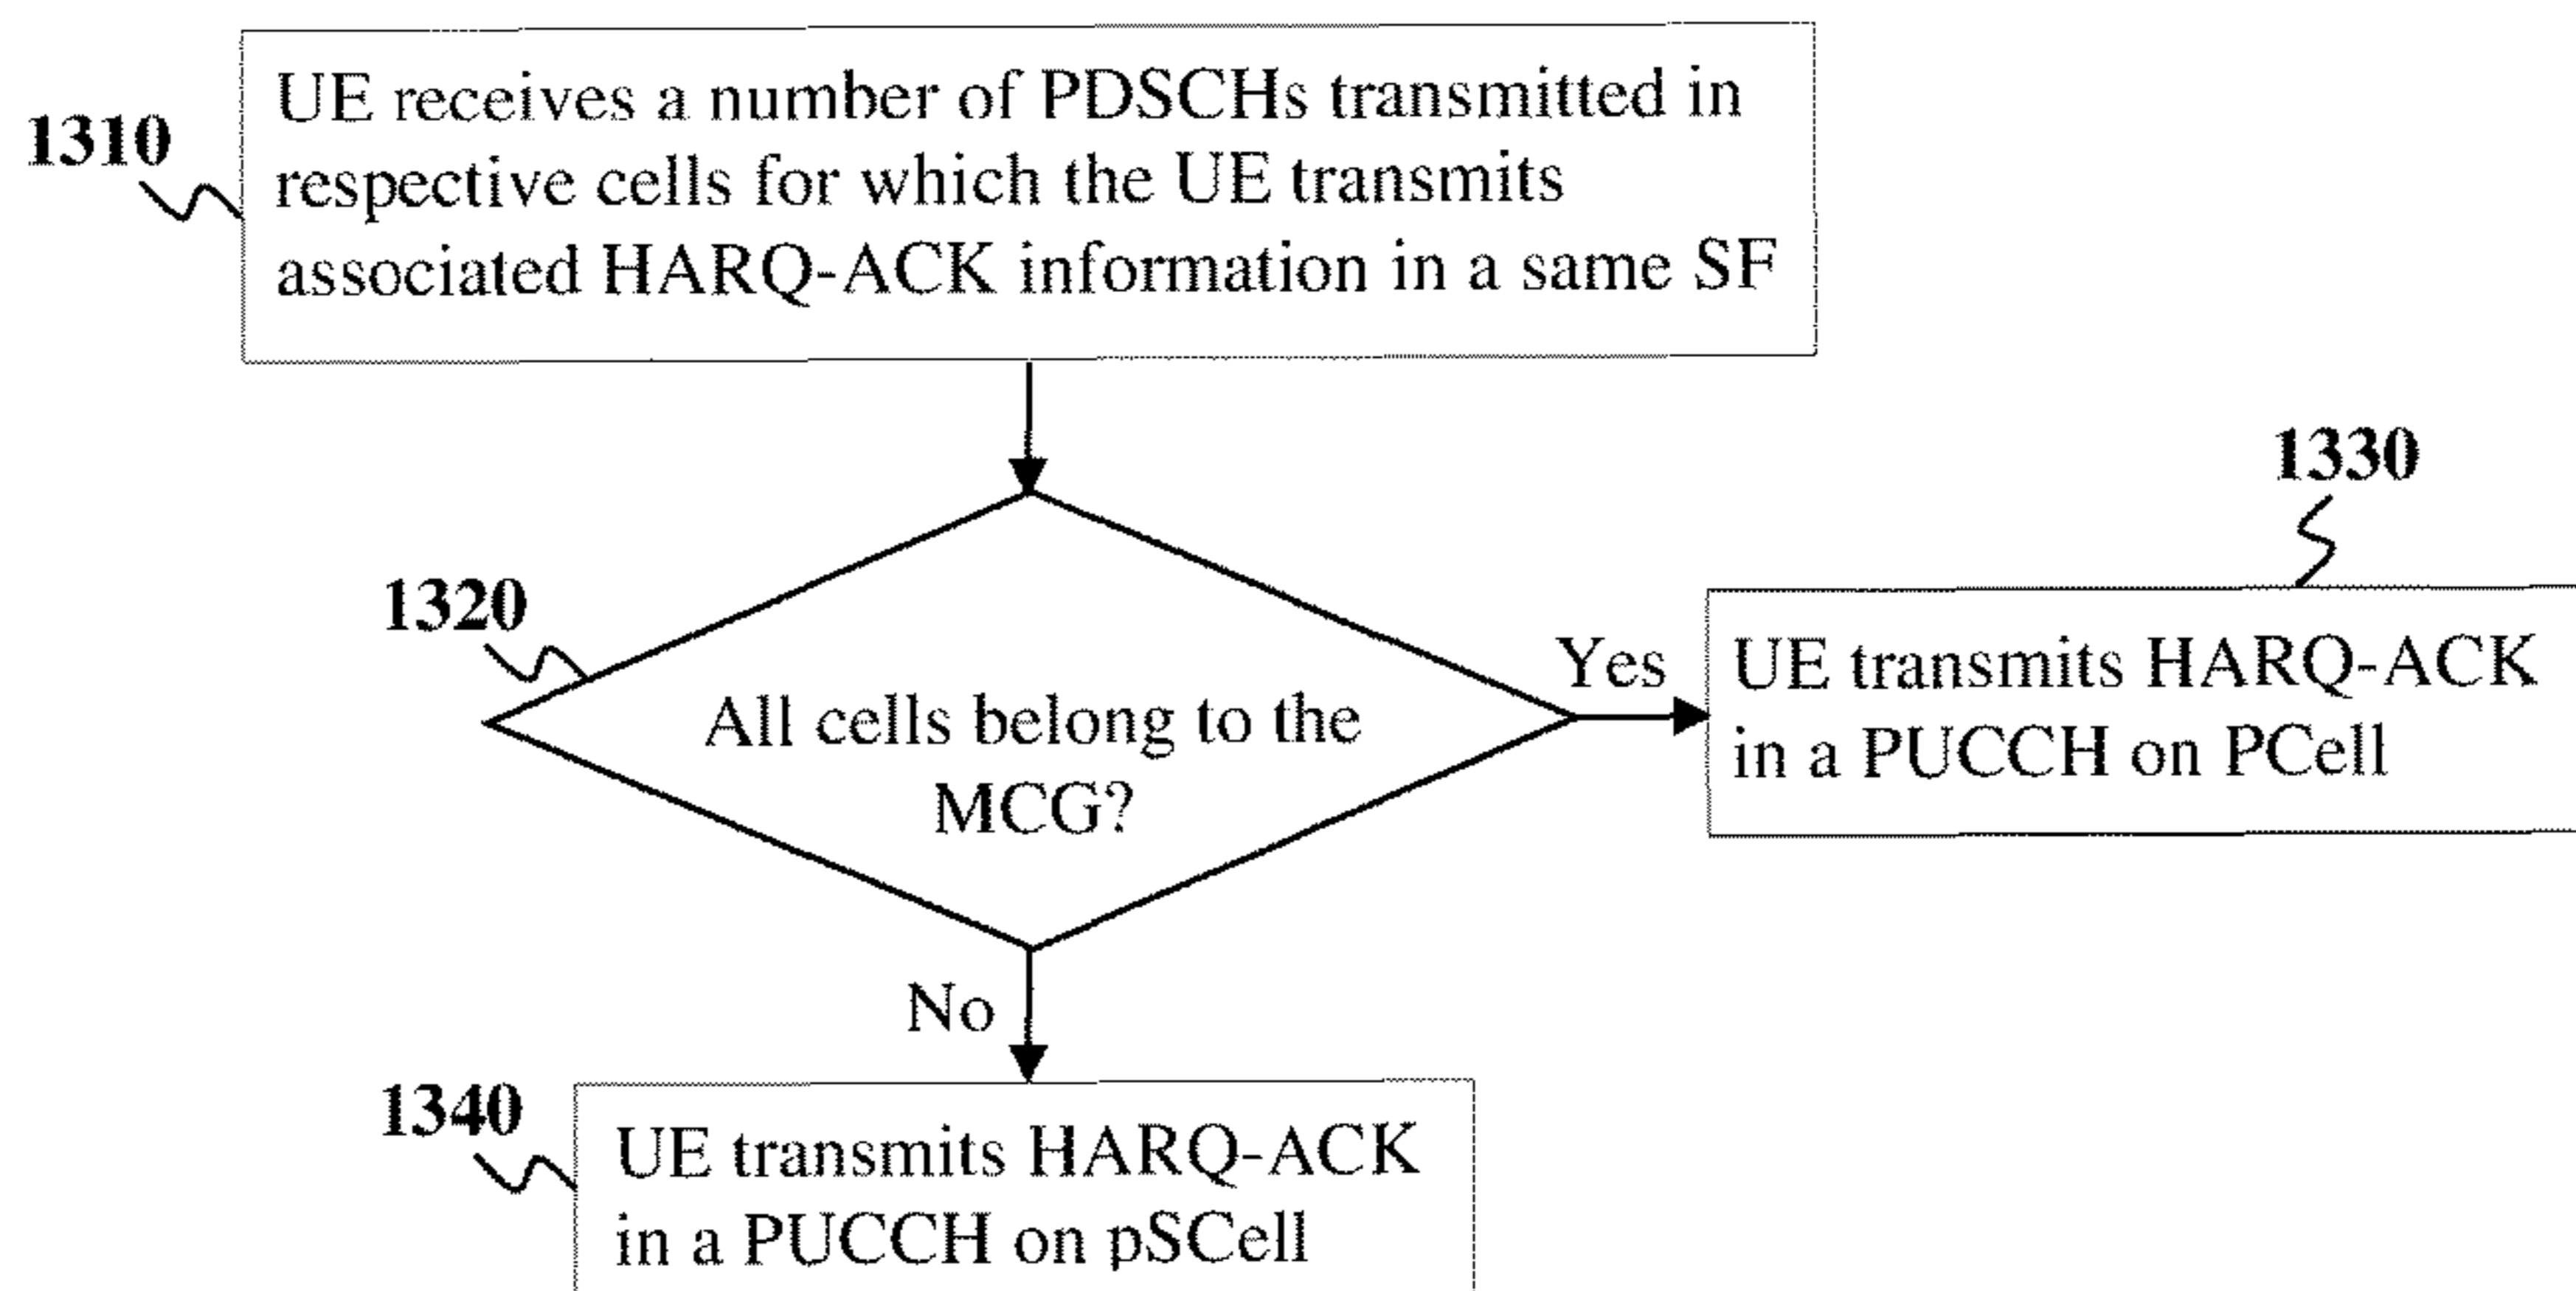 1310
UE receives a number of PDSCHs transmitted in
respective cells for which the UE transmits
associated HARQ-ACK information in a same SF
1320
All cells belong to the
MCG?
Yes
1330
UE transmits HARQ-ACK
in a PUCCH on PCell
No
1340
UE transmits HARQ-ACK
in a PUCCH on pSCell